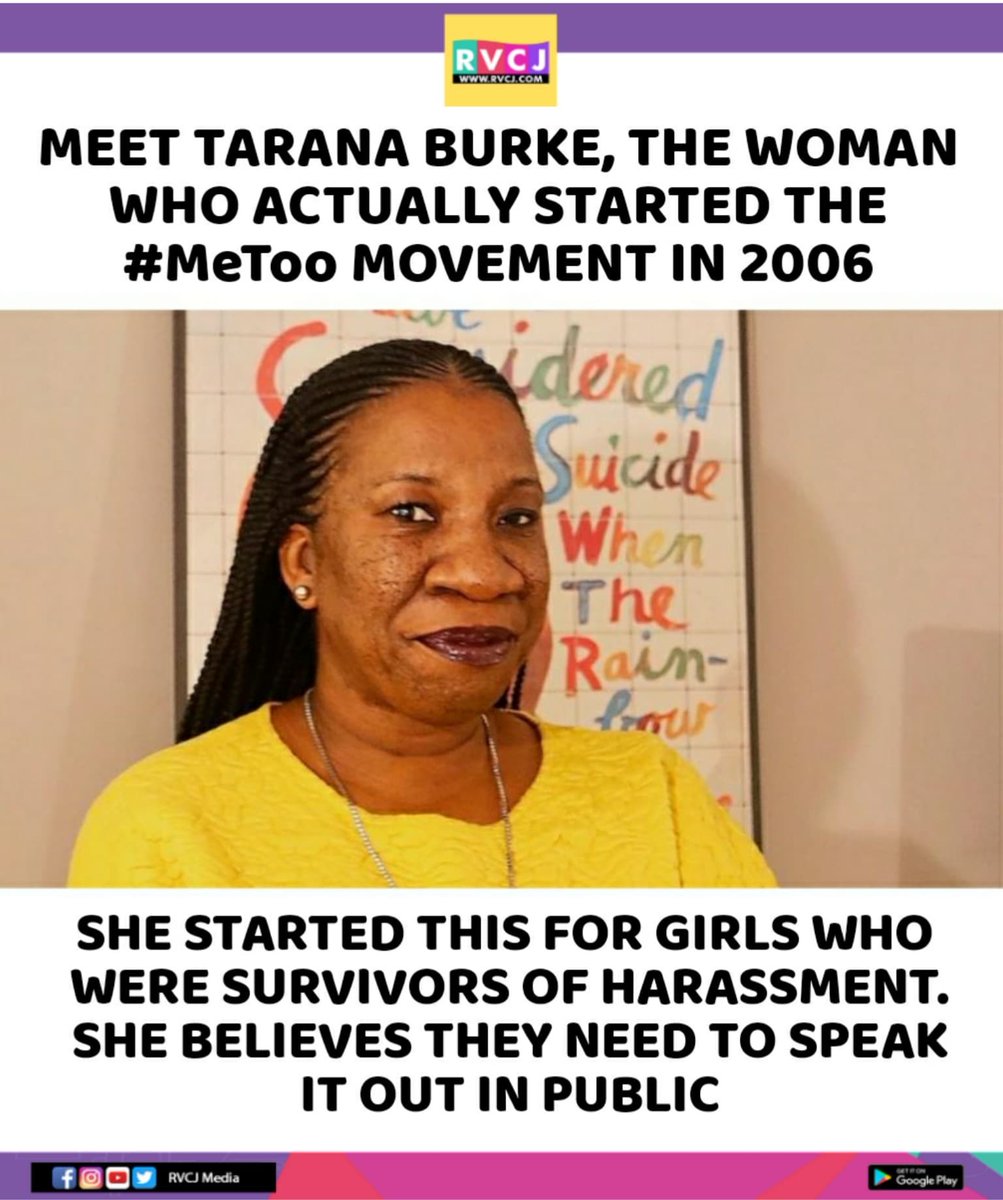 RVCJ
WWW.RVCJ.COM
MEET TARANA BURKE, THE WOMAN
WHO ACTUALLY STARTED THE
#MeToo MOVEMENT IN 2006
idered
Suicide
When
The
Rain-
bow
SHE STARTED THIS FOR GIRLS WHO
WERE SURVIVORS OF HARASSMENT.
SHE BELIEVES THEY NEED TO SPEAK
IT OUT IN PUBLIC
RVCJ Media
GET IT ON
Google Play